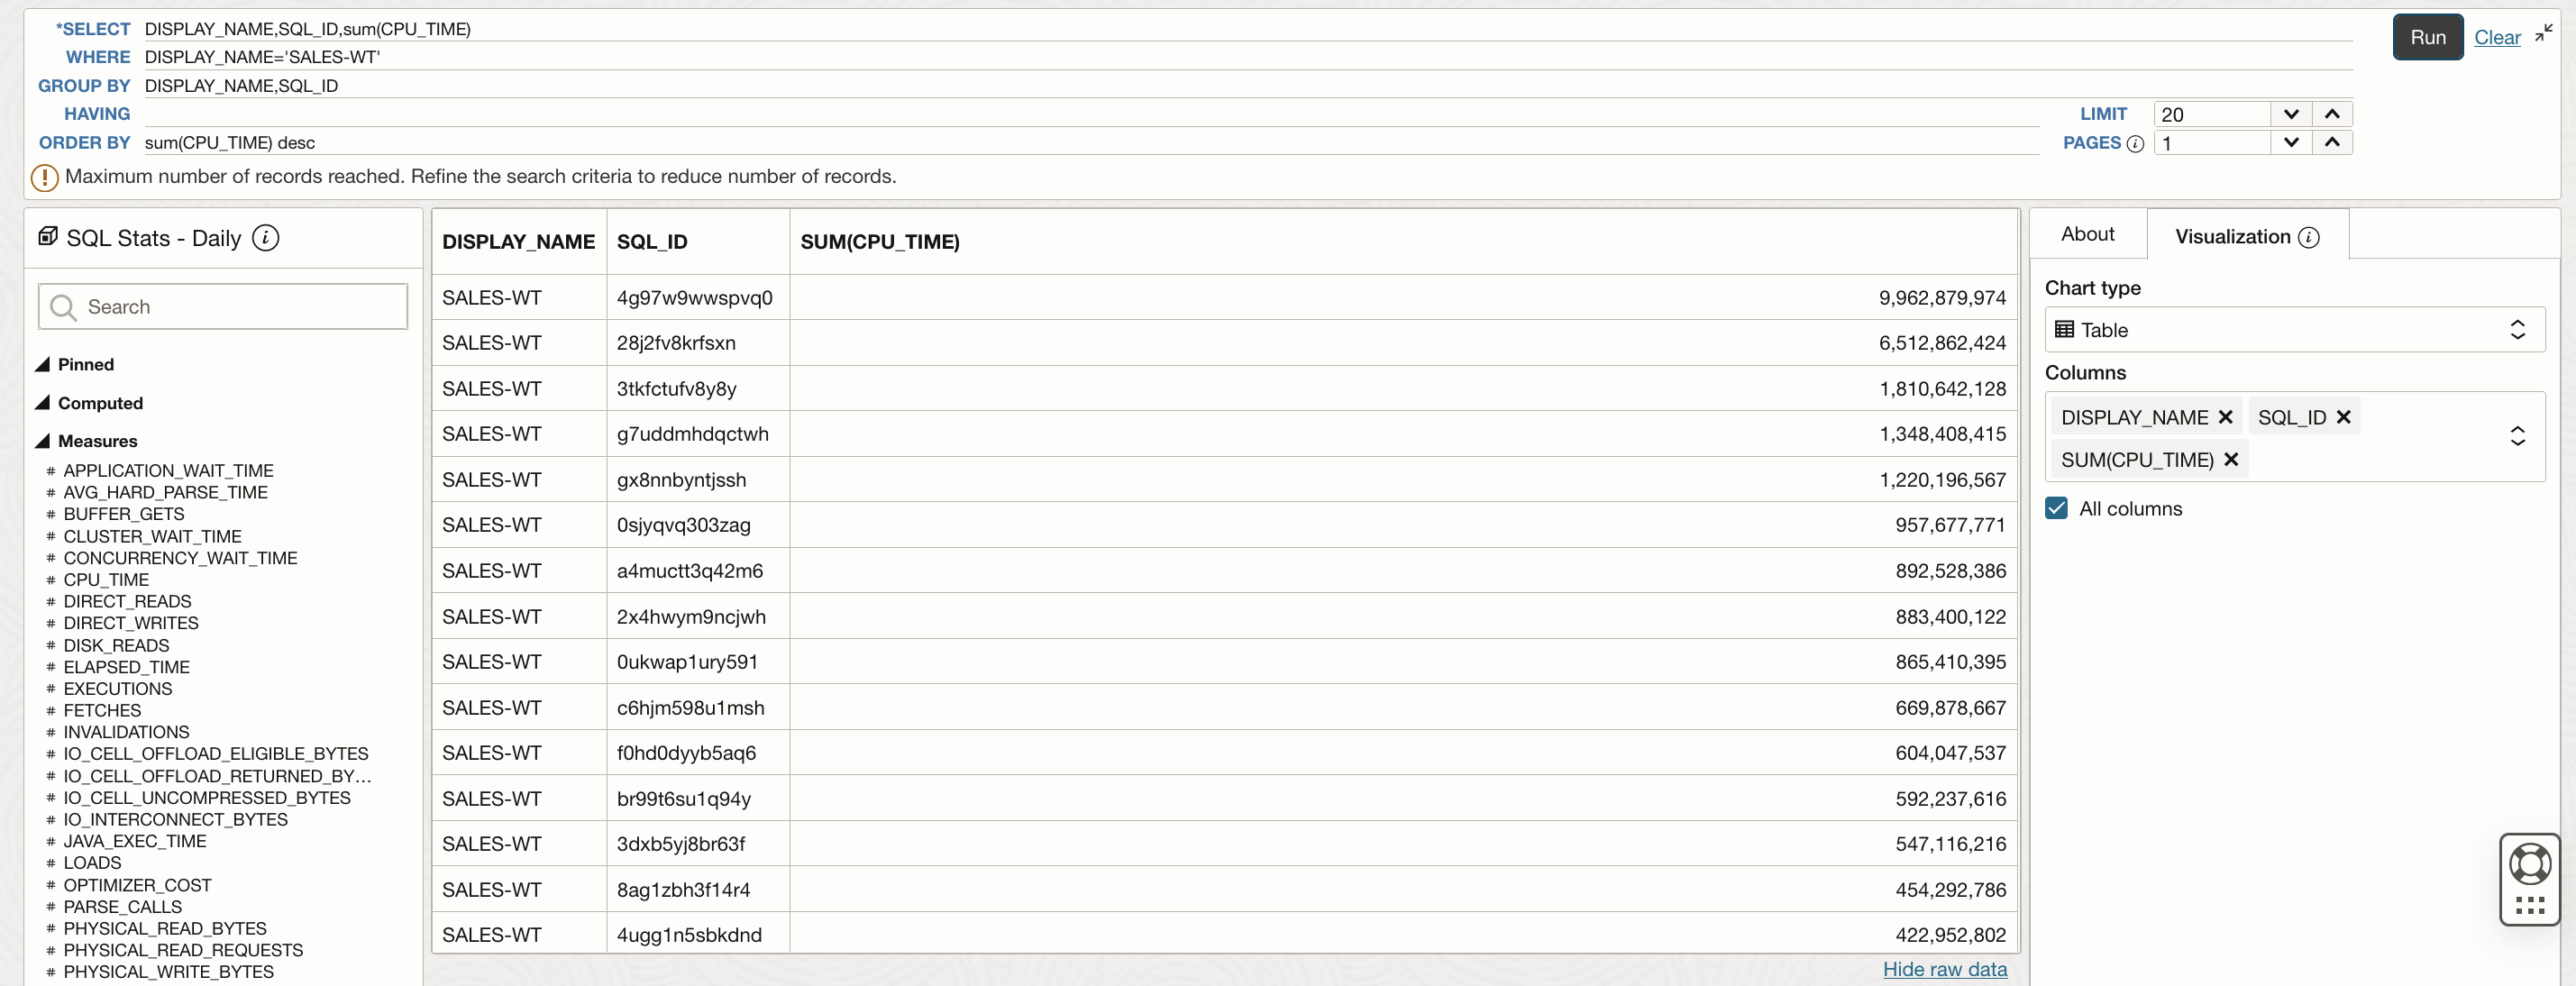 *SELECT DISPLAY_NAME,SQL_ID,sum(CPU_TIME)
Run Clear
WHERE DISPLAY_NAME='SALES-WT'
GROUP BY DISPLAY_NAME,SQL_ID
HAVING
LIMIT 20
ORDER BY sum(CPU_TIME) desc
PAGES i 1
! Maximum number of records reached. Refine the search criteria to reduce number of records.
SQL Stats - Daily i
Search
Pinned
Computed
Measures
# APPLICATION_WAIT_TIME
# AVG_HARD_PARSE_TIME
# BUFFER_GETS
# CLUSTER_WAIT_TIME
# CONCURRENCY_WAIT_TIME
# CPU_TIME
# DIRECT_READS
# DIRECT_WRITES
# DISK_READS
# ELAPSED_TIME
# EXECUTIONS
# FETCHES
# INVALIDATIONS
# IO_CELL_OFFLOAD_ELIGIBLE_BYTES
# IO_CELL_OFFLOAD_RETURNED_BY...
# IO_CELL_UNCOMPRESSED_BYTES
# IO_INTERCONNECT_BYTES
# JAVA_EXEC_TIME
# LOADS
# OPTIMIZER_COST
# PARSE_CALLS
# PHYSICAL_READ_BYTES
# PHYSICAL_READ_REQUESTS
# PHYSICAL_WRITE_BYTES
DISPLAY_NAME SQL_ID SUM(CPU_TIME)
SALES-WT 4g97w9wwspvq0 9,962,879,974
SALES-WT 28j2fv8krfsxn 6,512,862,424
SALES-WT 3tkfctufv8y8y 1,810,642,128
SALES-WT g7uddmhdqctwh 1,348,408,415
SALES-WT gx8nnbyntjssh 1,220,196,567
SALES-WT 0sjyqvq303zag 957,677,771
SALES-WT a4muctt3q42m6 892,528,386
SALES-WT 2x4hwym9ncjwh 883,400,122
SALES-WT 0ukwap1ury591 865,410,395
SALES-WT c6hjm598u1msh 669,878,667
SALES-WT f0hd0dyyb5aq6 604,047,537
SALES-WT br99t6su1q94y 592,237,616
SALES-WT 3dxb5yj8br63f 547,116,216
SALES-WT 8ag1zbh3f14r4 454,292,786
SALES-WT 4ugg1n5sbkdnd 422,952,802
Hide raw data
About Visualization i
Chart type
Table
Columns
DISPLAY_NAME SQL_ID
SUM(CPU_TIME)
All columns